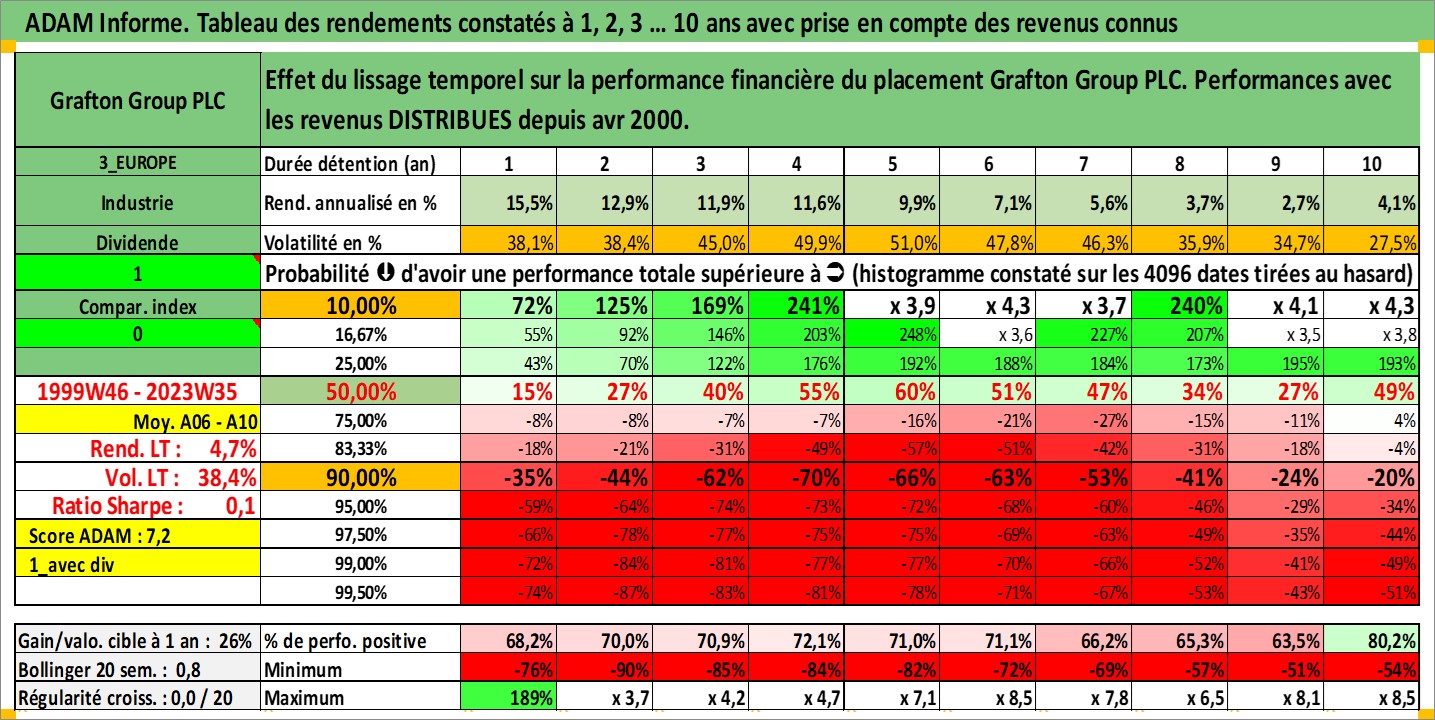 ADAM Informe. Tableau des rendements constatés à 1, 2, 3 ... 10 ans avec prise en compte des revenus connus
Grafton Group PLC
Effet du lissage temporel sur la performance financière du placement Grafton Group PLC. Performances avec
les revenus DISTRIBUES depuis avr 2000.
3_EUROPE Durée détention (an) 1 2 3 4 5 6 7 8 9 10
Industrie Rend. annualisé en % 15,5% 12,9% 11,9% 11,6% 9,9% 7,1% 5,6% 3,7% 2,7% 4,1%
Dividende Volatilité en % 38,1% 38,4% 45,0% 49,9% 51,0% 47,8% 46,3% 35,9% 34,7% 27,5%
1 Probabilité d'avoir une performance totale supérieure à (histogramme constaté sur les 4096 dates tirées au hasard)
Compar. index 10,00% 72% 125% 169% 241% x 3,9 x 4,3 x 3,7 240% x 4,1 x 4,3
0 16,67% 55% 92% 146% 203% 248% x 3,6 227% 207% x 3,5 x 3,8
25,00% 43% 70% 122% 176% 192% 188% 184% 173% 195% 193%
1999W46 - 2023W35 50,00% 15% 27% 40% 55% 60% 51% 47% 34% 27% 49%
Moy. A06 - A10 75,00% -8% -8% -7% -7% -16% -21% -27% -15% -11% 4%
Rend. LT : 4,7% 83,33% -18% -21% -31% -49% -57% -51% -42% -31% -18% -4%
Vol. LT : 38,4% 90,00% -35% -44% -62% -70% -66% -63% -53% -41% -24% -20%
Ratio Sharpe : 0,1 95,00% -59% -64% -74% -73% -72% -68% -60% -46% -29% -34%
Score ADAM : 7,2 97,50% -66% -78% -77% -75% -75% -69% -63% -49% -35% -44%
1_avec div 99,00% -72% -84% -81% -77% -77% -70% -66% -52% -41% -49%
99,50% -74% -87% -83% -81% -78% -71% -67% -53% -43% -51%
Gain/valo. cible à 1 an : 26% % de perfo. positive 68,2% 70,0% 70,9% 72,1% 71,0% 71,1% 66,2% 65,3% 63,5% 80,2%
Bollinger 20 sem. : 0,8 Minimum -76% -90% -85% -84% -82% -72% -69% -57% -51% -54%
Régularité croiss. : 0,0 / 20 Maximum 189% x 3,7 x 4,2 x 4,7 x 7,1 x 8,5 x 7,8 x 6,5 x 8,1 x 8,5